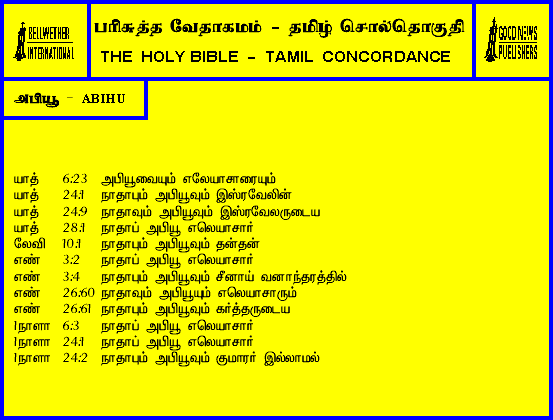 BELLWETHER
INTERNATIONAL
பரிசுத்த வேதாகமம் - தமிழ் சொல்தொகுதி
THE HOLY BIBLE - TAMIL CONCORDANCE
GOOD NEWS
PUBLISHERS
அபியூ - ABIHU
யாத் 6:23 அபியூவையும் எலேயாசாரையும்
யாத் 24:1 நாதாபும் அபியூவும் இஸ்ரவேலின்
யாத் 24:9 நாதாவும் அபியூவும் இஸ்ரவேலருடைய
யாத் 28:1 நாதாப் அபியூ எலெயாசார்
லேவி 10:1 நாதாபும் அபியூவும் தன்தன்
எண் 3:2 நாதாப் அபியூ எலெயாசார்
எண் 3:4 நாதாபும் அபியூவும் சீனாய் வனாந்தரத்தில்
எண் 26:60 நாதாவும் அபியூயும் எலெயாசாரும்
எண் 26:61 நாதாபும் அபியூவும் கர்த்தருடைய
1நாளா 6:3 நாதாப் அபியூ எலெயாசார்
1நாளா 24:1 நாதாப் அபியூ எலெயாசார்
1நாளா 24:2 நாதாபும் அபியூவும் குமாரர் இல்லாமல்